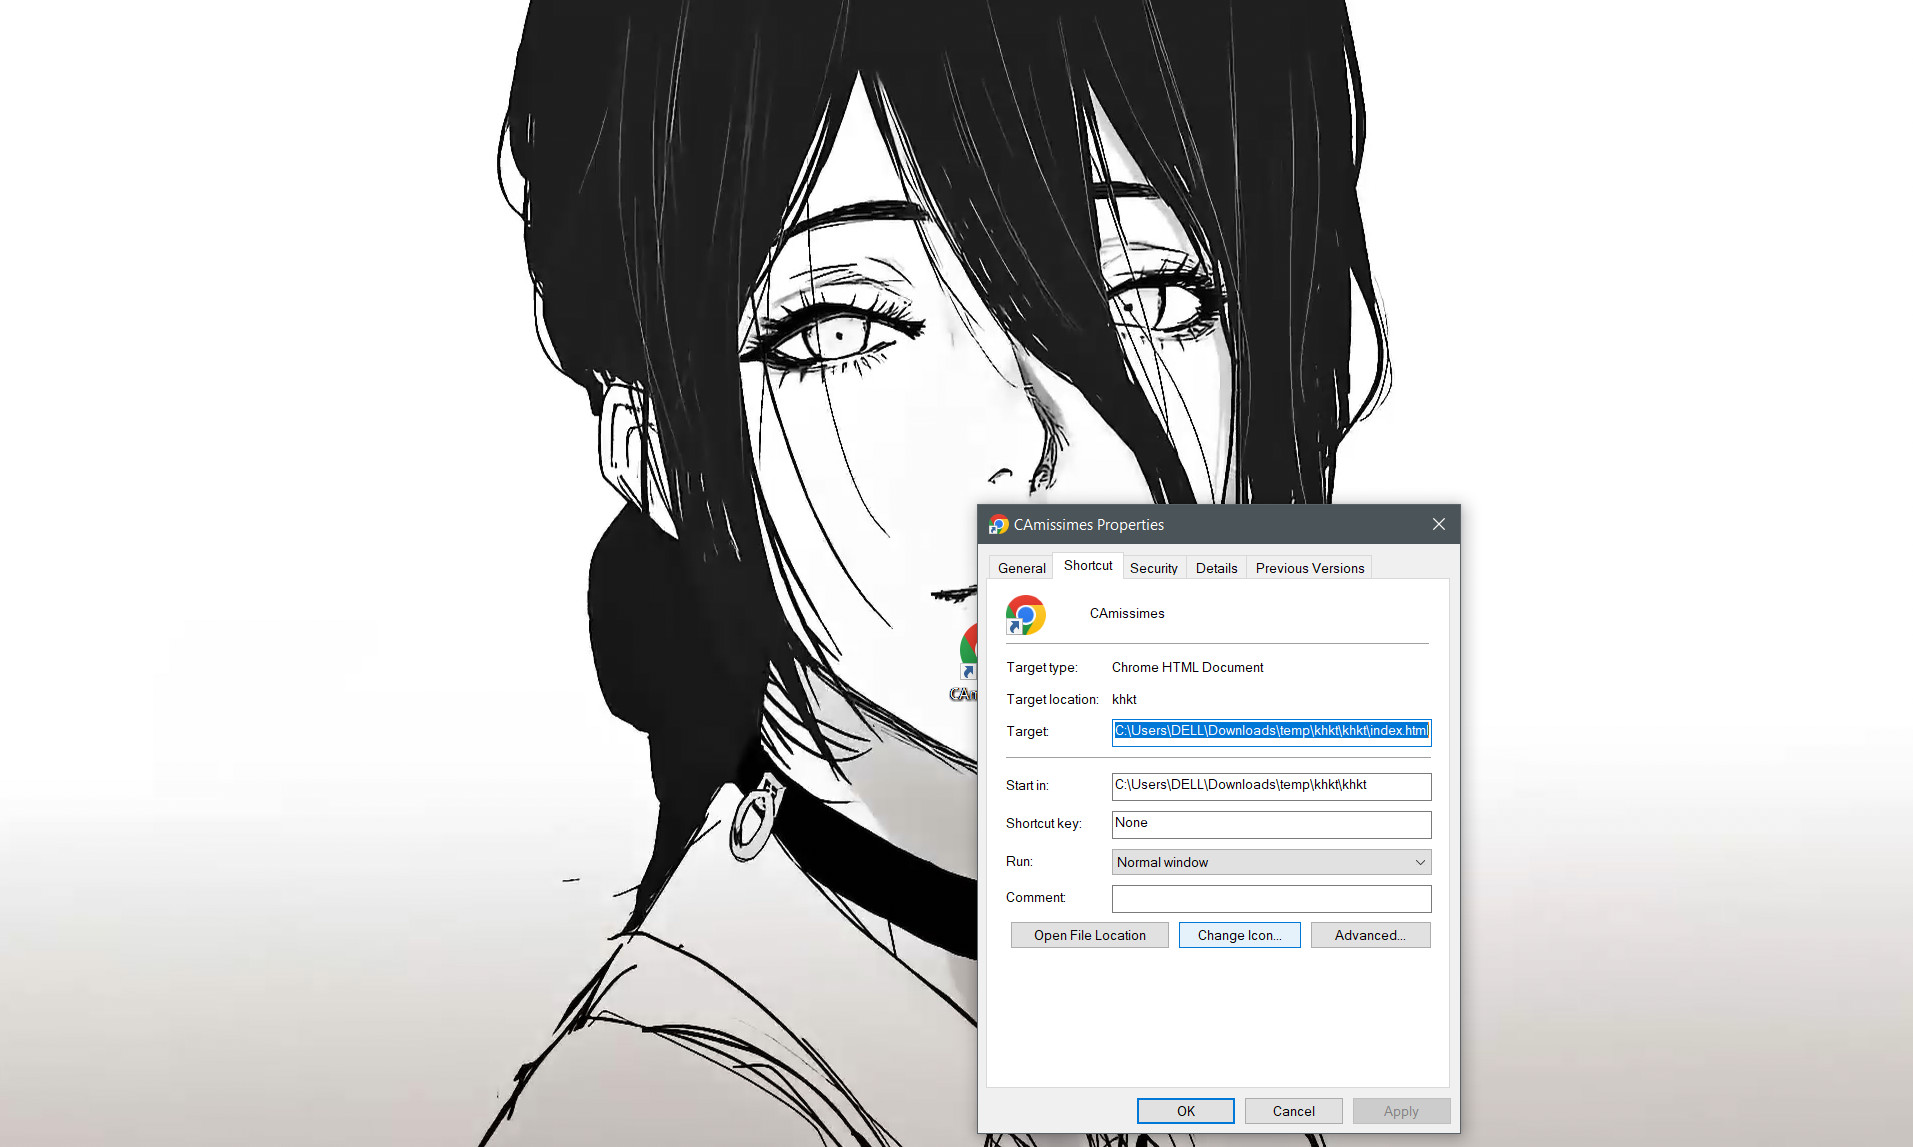 CAmissimes Properties
General Shortcut Security Details Previous Versions
CAmissimes
Target type: Chrome HTML Document
Target location: khkt
Target: C:\Users\DELL\Downloads\temp\khkt\khkt\index.html
Start in: C:\Users\DELL\Downloads\temp\khkt\khkt
Shortcut key: None
Run: Normal window
Comment:
Open File Location Change Icon... Advanced...
OK Cancel Apply